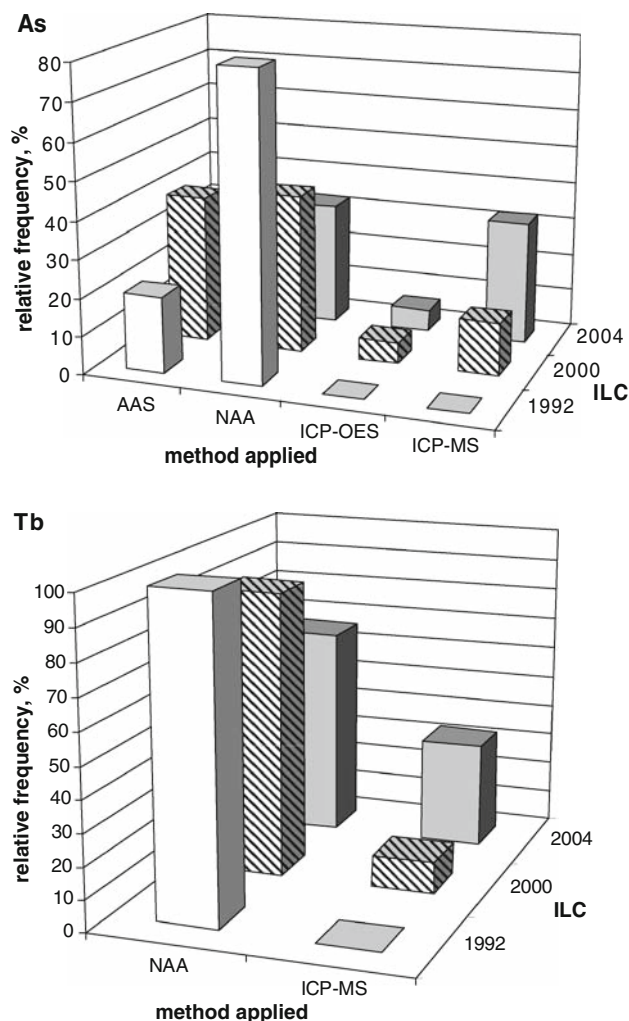 As
relative frequency, %
80
70
60
50
40
30
20
10
0
AAS
NAA
ICP-OES
ICP-MS
method applied
1992
2000
2004
ILC
Tb
relative frequency, %
100
90
80
70
60
50
40
30
20
10
0
NAA
ICP-MS
method applied
1992
2000
2004
ILC